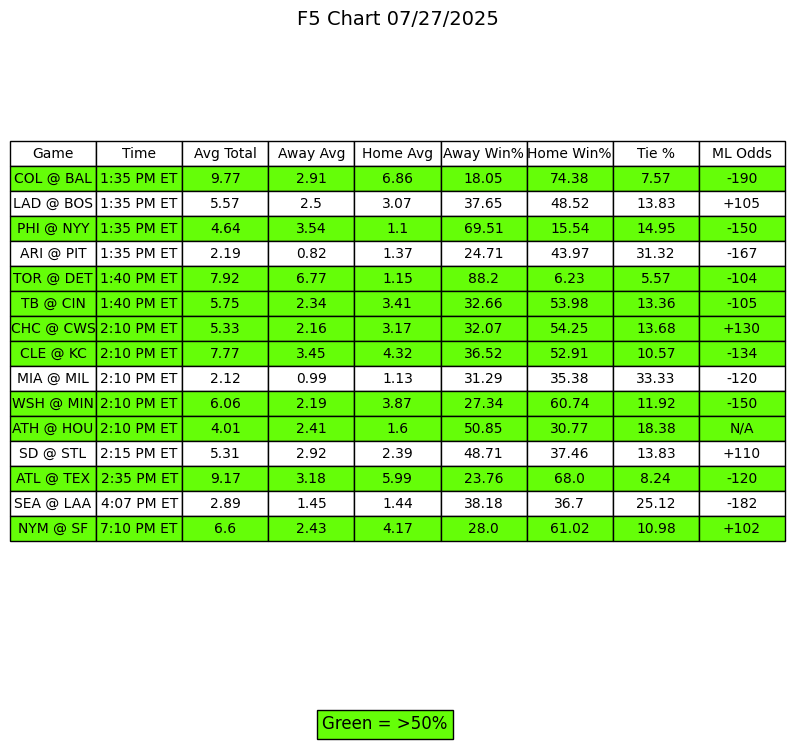 F5 Chart 07/27/2025
Game Time Avg Total Away Avg Home Avg Away Win% Home Win% Tie % ML Odds
COL @ BAL 1:35 PM ET 9.77 2.91 6.86 18.05 74.38 7.57 -190
LAD @ BOS 1:35 PM ET 5.57 2.5 3.07 37.65 48.52 13.83 +105
PHI @ NYY 1:35 PM ET 4.64 3.54 1.1 69.51 15.54 14.95 -150
ARI @ PIT 1:35 PM ET 2.19 0.82 1.37 24.71 43.97 31.32 -167
TOR @ DET 1:40 PM ET 7.92 6.77 1.15 88.2 6.23 5.57 -104
TB @ CIN 1:40 PM ET 5.75 2.34 3.41 32.66 53.98 13.36 -105
CHC @ CWS 2:10 PM ET 5.33 2.16 3.17 32.07 54.25 13.68 +130
CLE @ KC 2:10 PM ET 7.77 3.45 4.32 36.52 52.91 10.57 -134
MIA @ MIL 2:10 PM ET 2.12 0.99 1.13 31.29 35.38 33.33 -120
WSH @ MIN 2:10 PM ET 6.06 2.19 3.87 27.34 60.74 11.92 -150
ATH @ HOU 2:10 PM ET 4.01 2.41 1.6 50.85 30.77 18.38 N/A
SD @ STL 2:15 PM ET 5.31 2.92 2.39 48.71 37.46 13.83 +110
ATL @ TEX 2:35 PM ET 9.17 3.18 5.99 23.76 68.0 8.24 -120
SEA @ LAA 4:07 PM ET 2.89 1.45 1.44 38.18 36.7 25.12 -182
NYM @ SF 7:10 PM ET 6.6 2.43 4.17 28.0 61.02 10.98 +102
Green = >50%